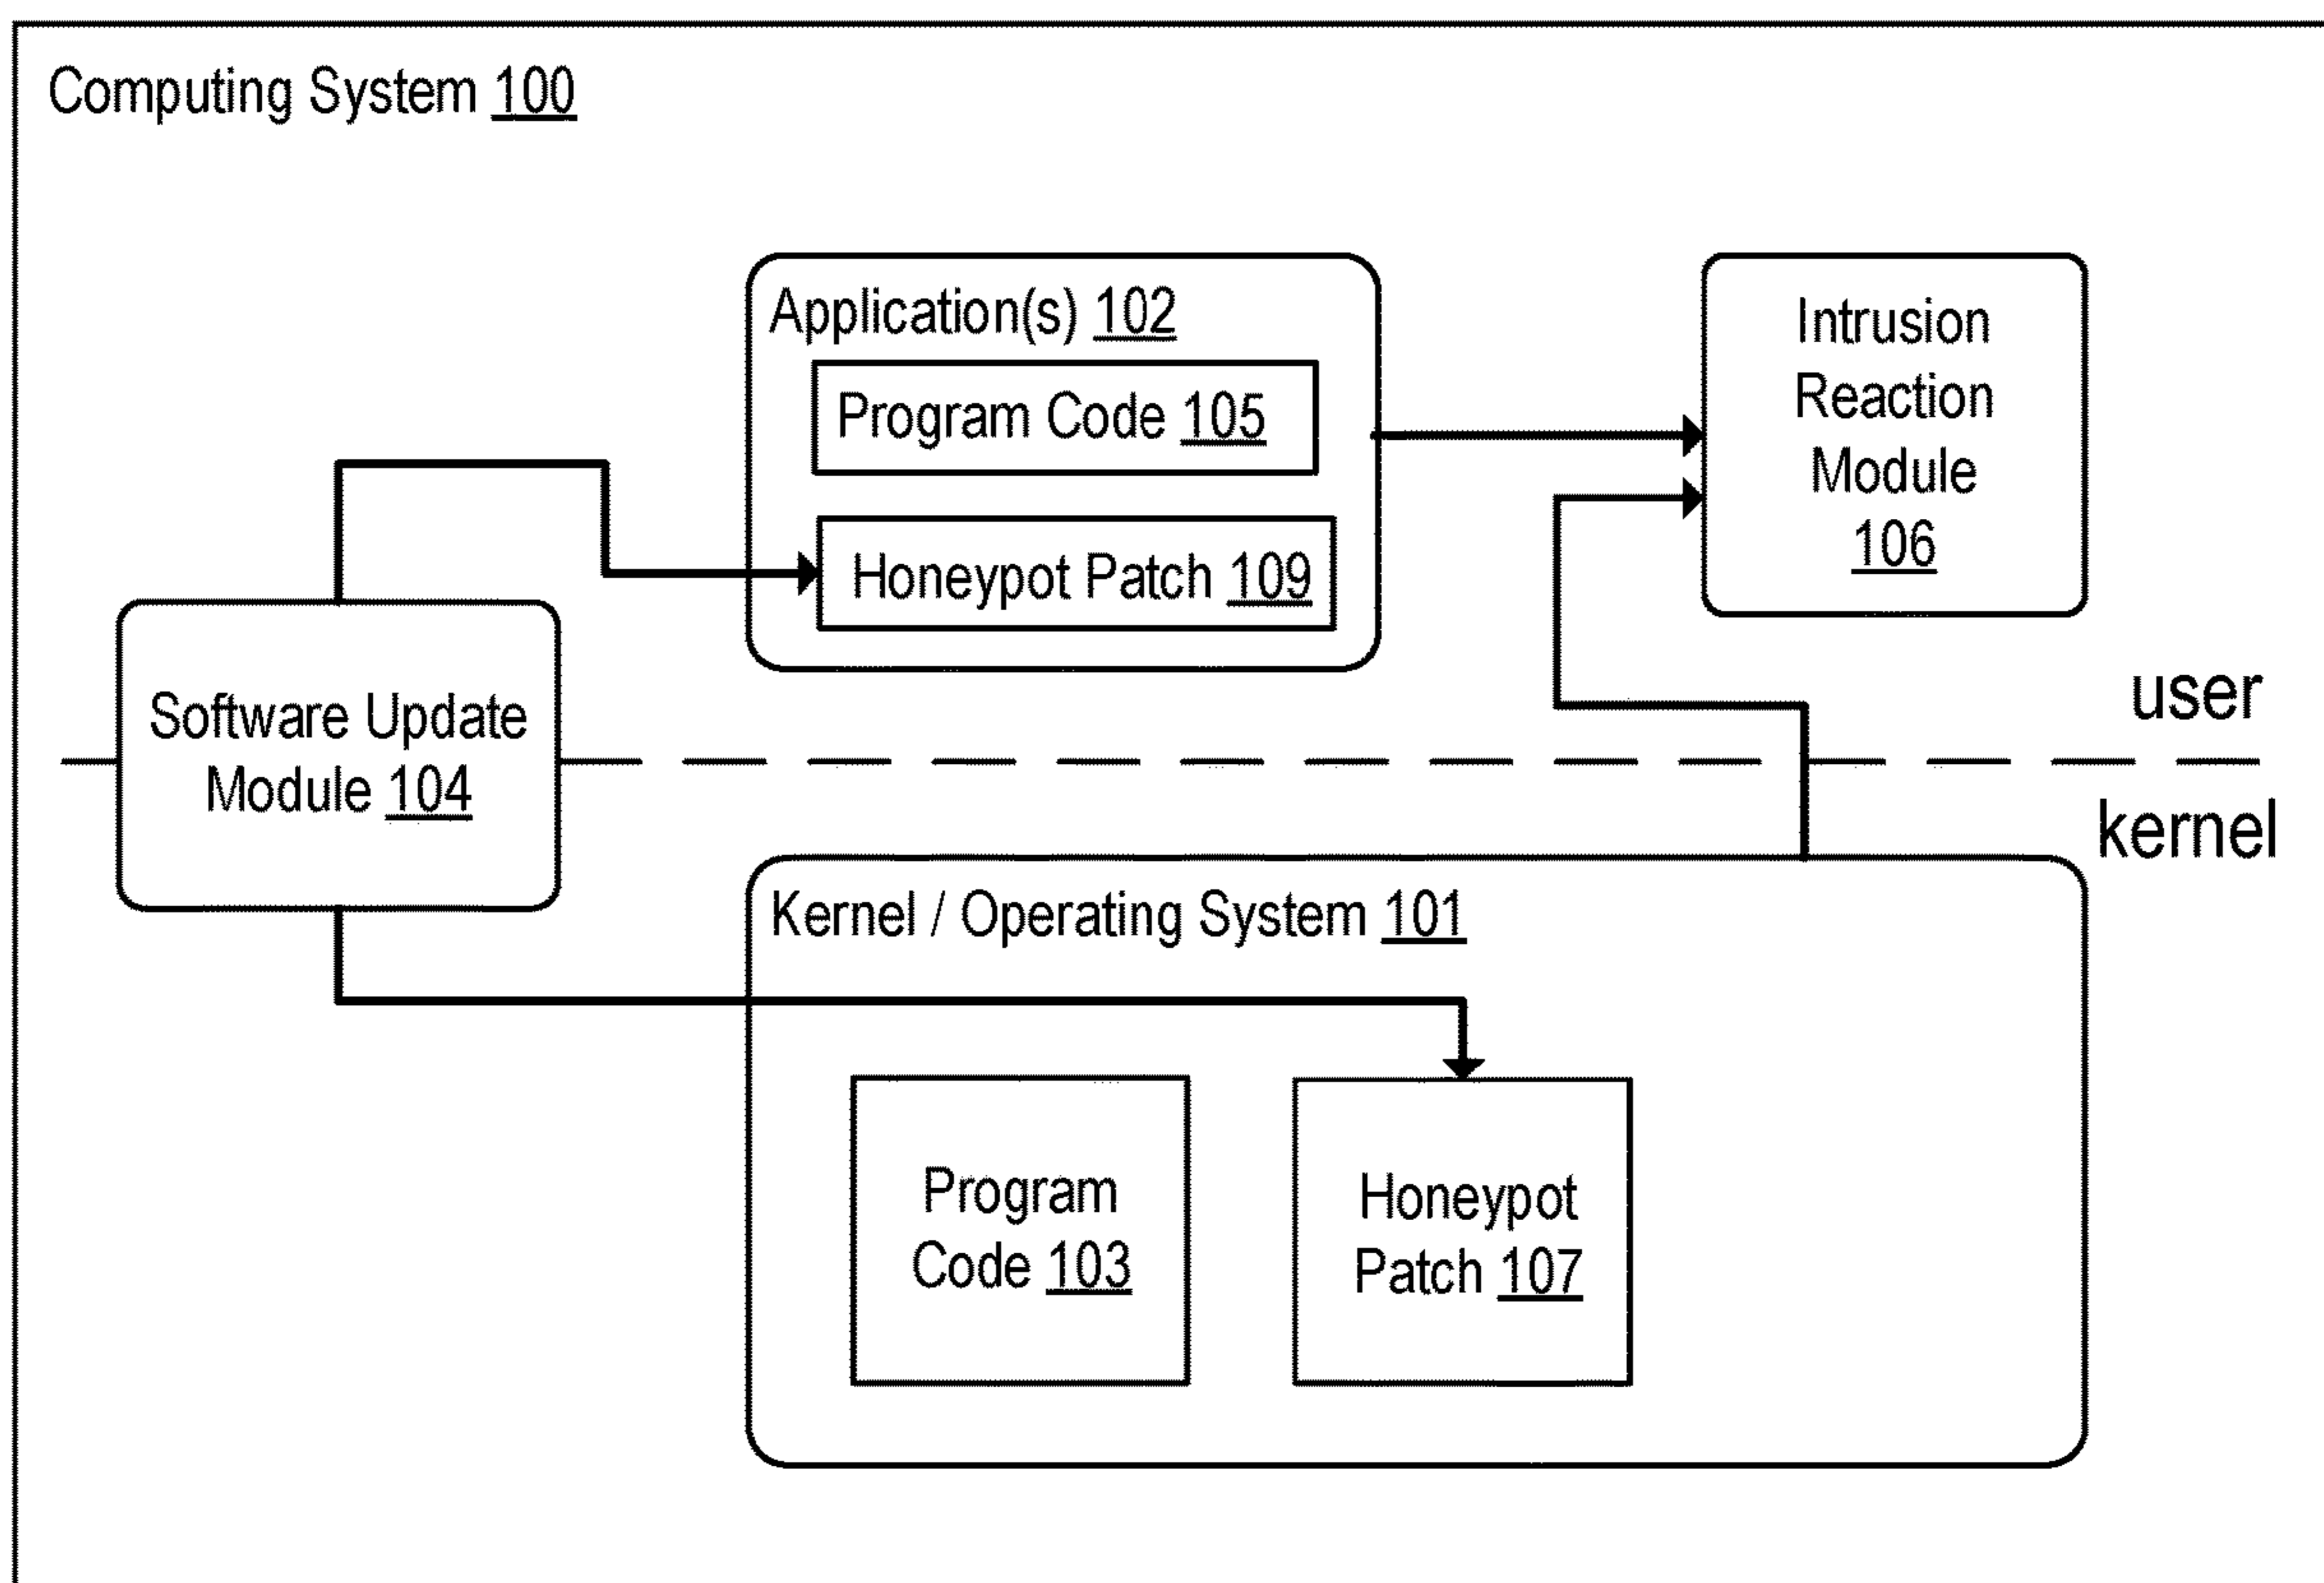 Computing System 100
Application(s) 102
Program Code 105
Honeypot Patch 109
Intrusion
Reaction
Module
106
Software Update
Module 104
user
kernel
Kernel / Operating System 101
Program
Code 103
Honeypot
Patch 107